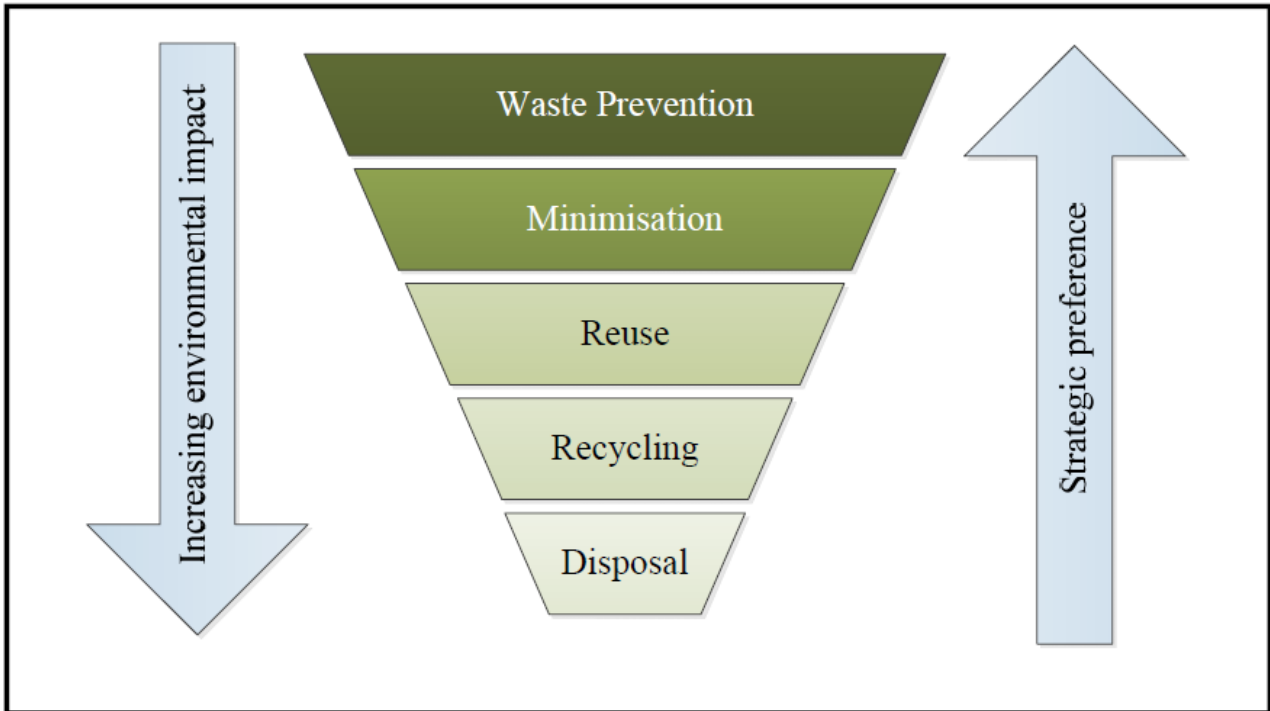 Increasing environmental impact
Waste Prevention
Minimisation
Reuse
Recycling
Disposal
Strategic preference